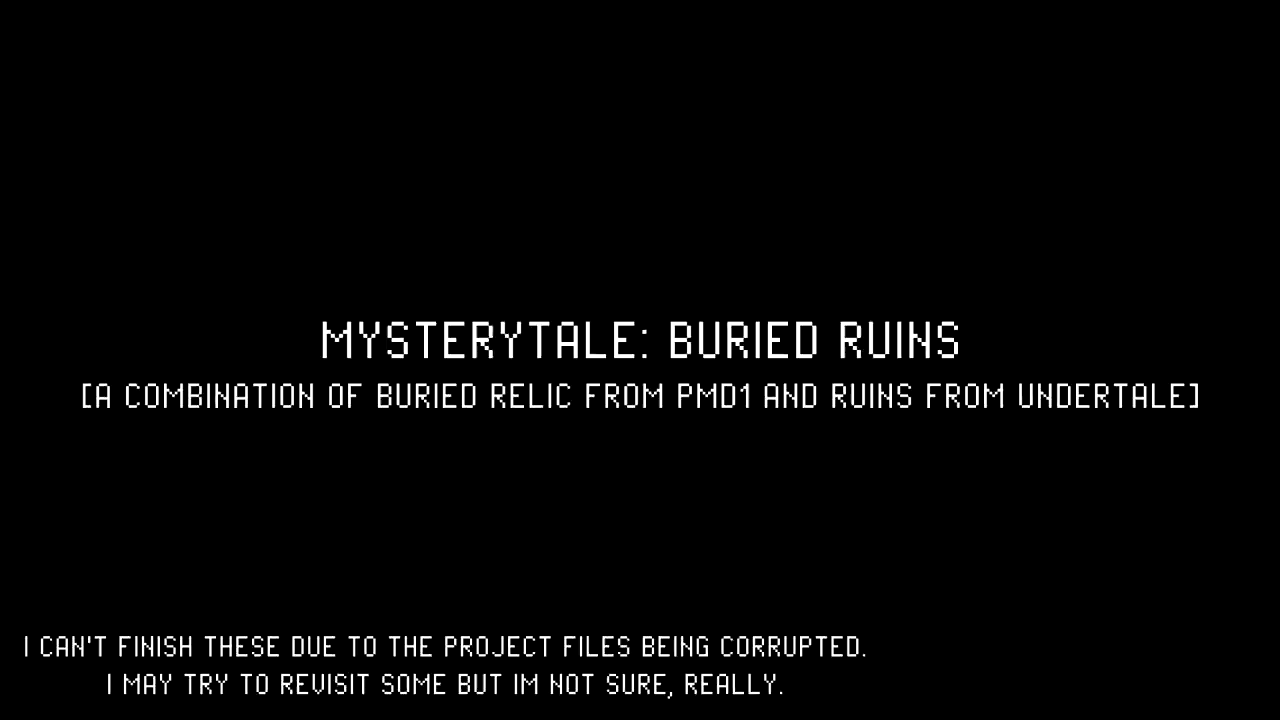 MYSTERYTALE: BURIED RUINS
[A COMBINATION OF BURIED RELIC FROM PMD1 AND RUINS FROM UNDERTALE]
I CAN'T FINISH THESE DUE TO THE PROJECT FILES BEING CORRUPTED.
I MAY TRY TO REVISIT SOME BUT IM NOT SURE, REALLY.